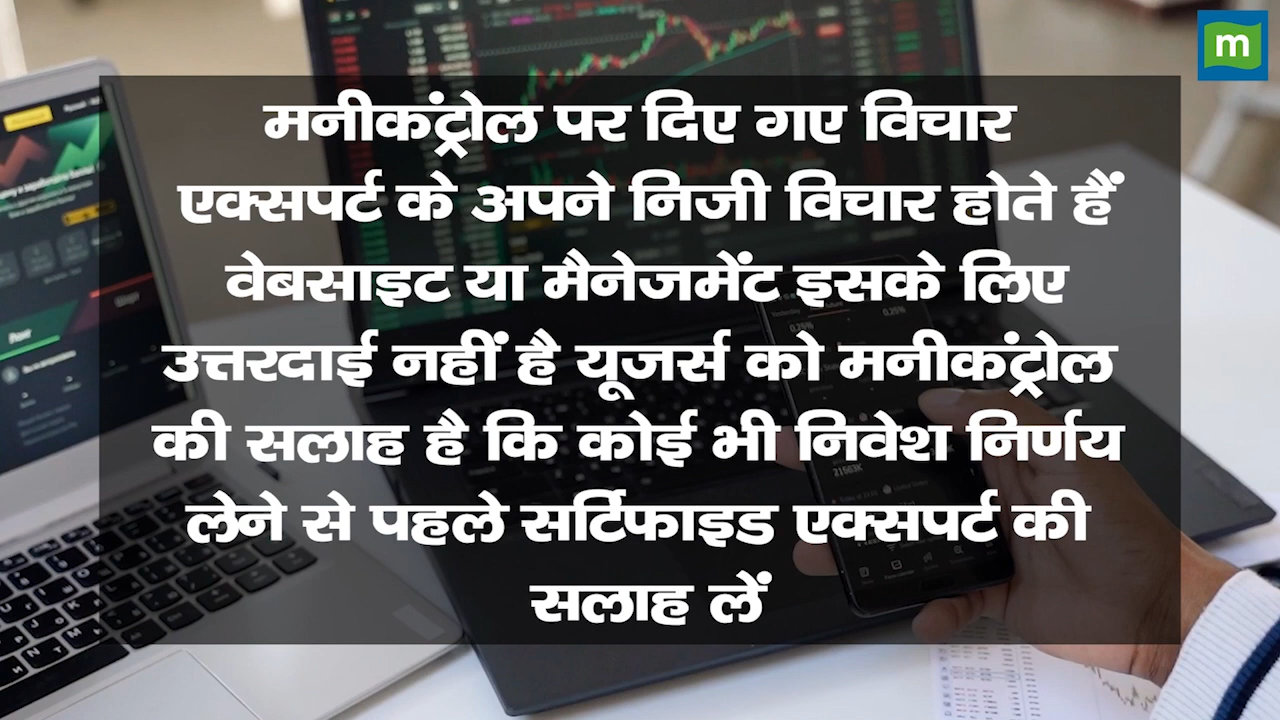 m
मनीकंट्रोल पर दिए गए विचार
एक्सपर्ट के अपने निजी विचार होते हैं
वेबसाइट या मैनेजमेंट इसके लिए
उत्तरदाई नहीं है यूजर्स को मनीकंट्रोल
की सलाह है कि कोई भी निवेश निर्णय
लेने से पहले सर्टिफाइड एक्सपर्ट की
सलाह लें